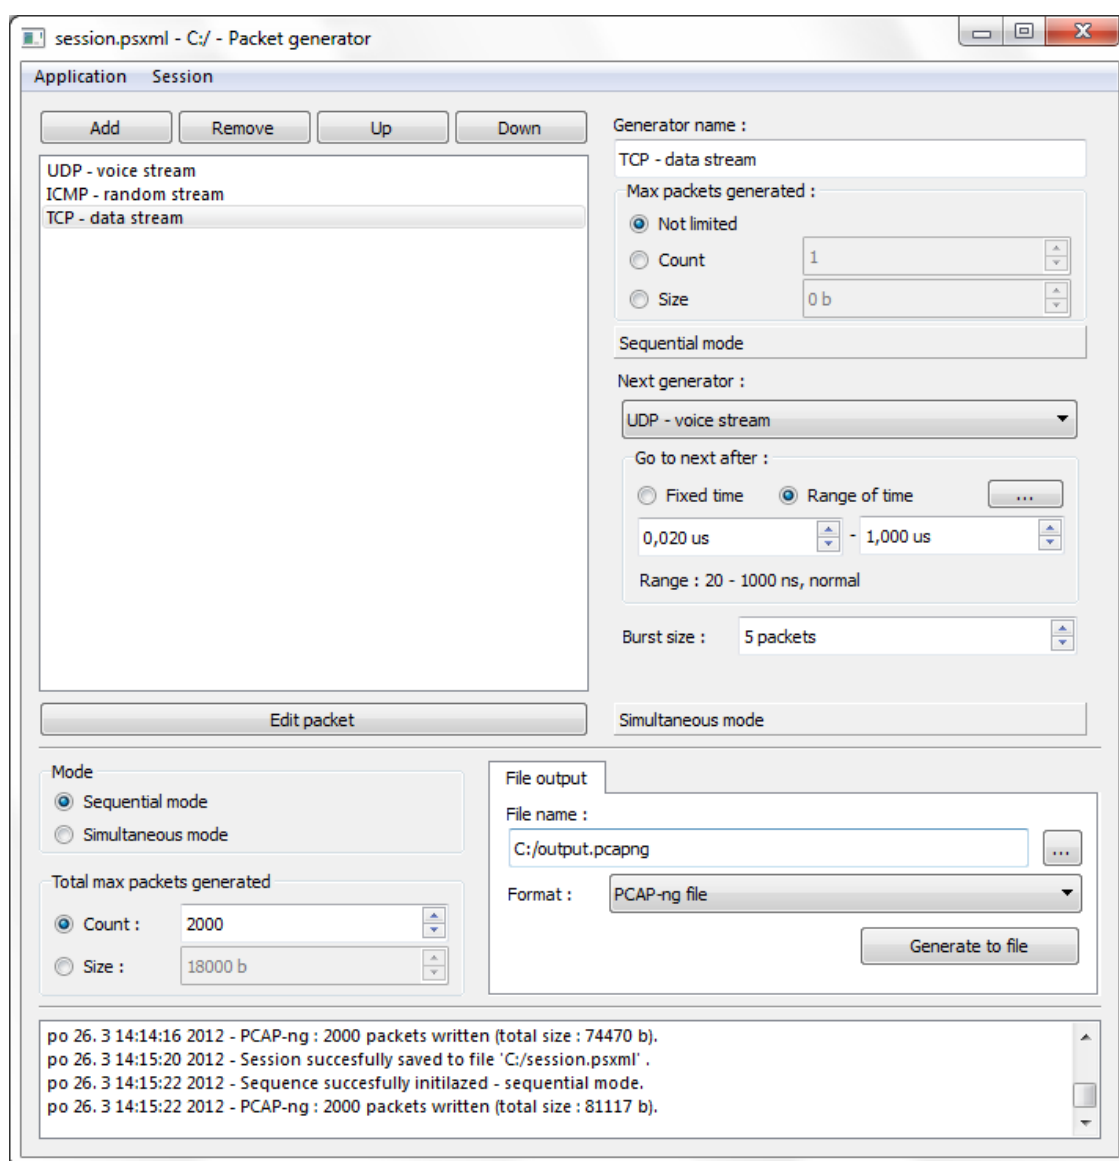 session.psxml - C:/ - Packet generator
Application Session
Add Remove Up Down
UDP - voice stream
ICMP - random stream
TCP - data stream
Edit packet
Generator name :
TCP - data stream
Max packets generated :
Not limited
Count 1
Size 0 b
Sequential mode
Next generator :
UDP - voice stream
Go to next after :
Fixed time Range of time ...
0,020 us - 1,000 us
Range : 20 - 1000 ns, normal
Burst size : 5 packets
Simultaneous mode
Mode
Sequential mode
Simultaneous mode
Total max packets generated
Count : 2000
Size : 18000 b
File output
File name :
C:/output.pcapng ...
Format : PCAP-ng file
Generate to file
po 26. 3 14:14:16 2012 - PCAP-ng : 2000 packets written (total size : 74470 b).
po 26. 3 14:15:20 2012 - Session succesfully saved to file 'C:/session.psxml' .
po 26. 3 14:15:22 2012 - Sequence succesfully initilazed - sequential mode.
po 26. 3 14:15:22 2012 - PCAP-ng : 2000 packets written (total size : 81117 b).